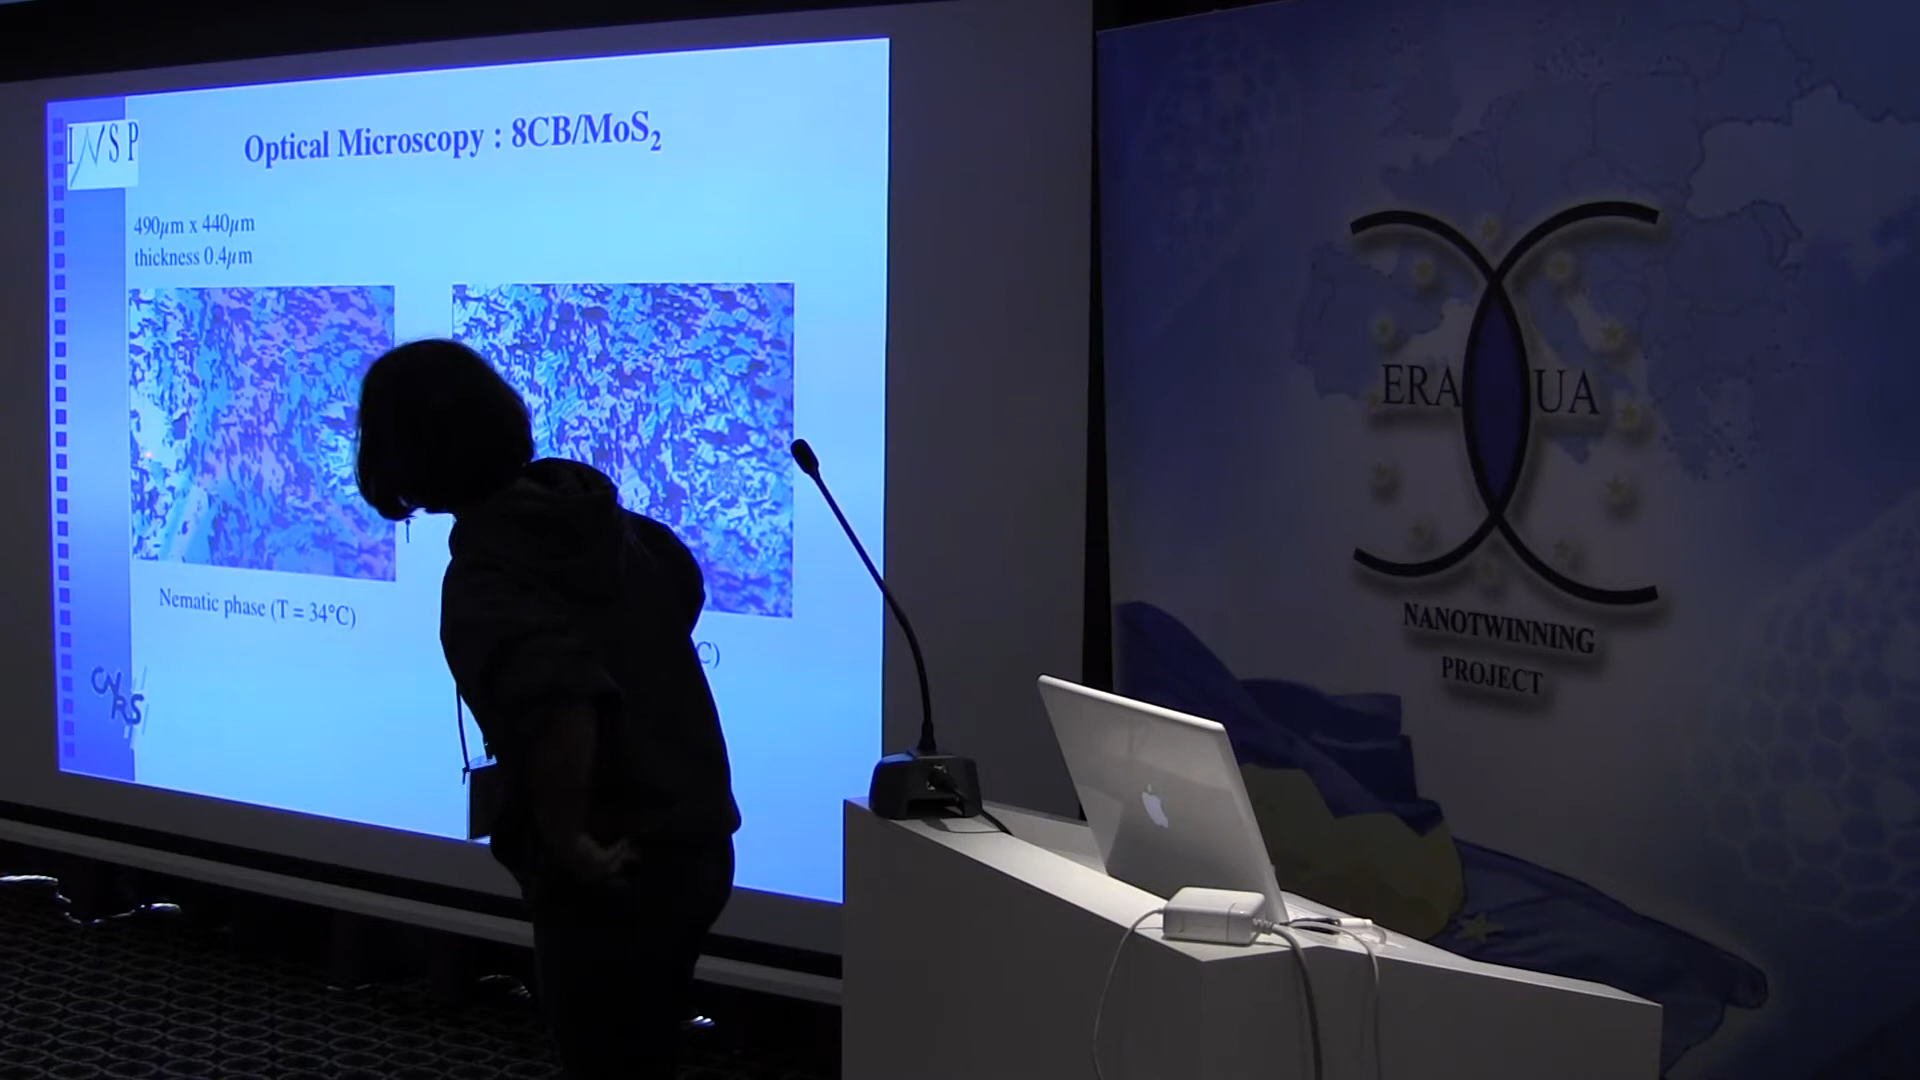 INSP
Optical Microscopy : 8CB/MoS₂
490µm x 440µm
thickness 0.4µm
Nematic phase (T = 34°C)
C)
CNRS
ERA UA
NANOTWINNING
PROJECT